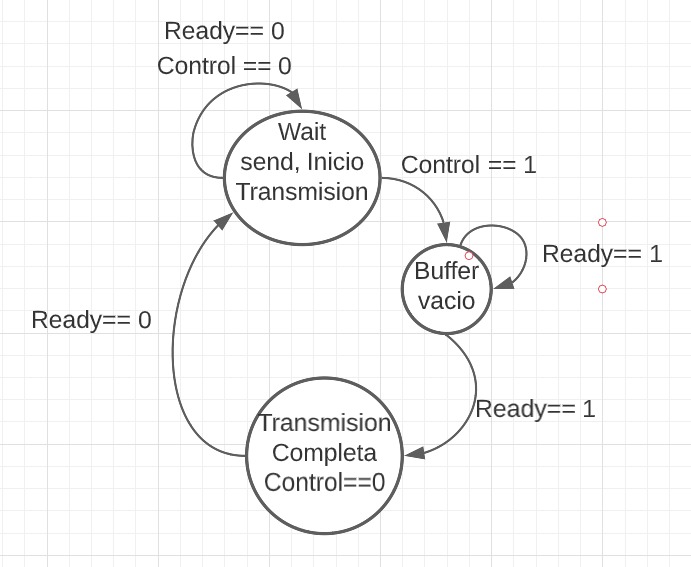 Ready== 0
Control == 0
Wait
send, Inicio
Transmision
Control == 1
Buffer
vacio
Ready== 1
Ready== 0
Ready== 1
Transmision
Completa
Control==0